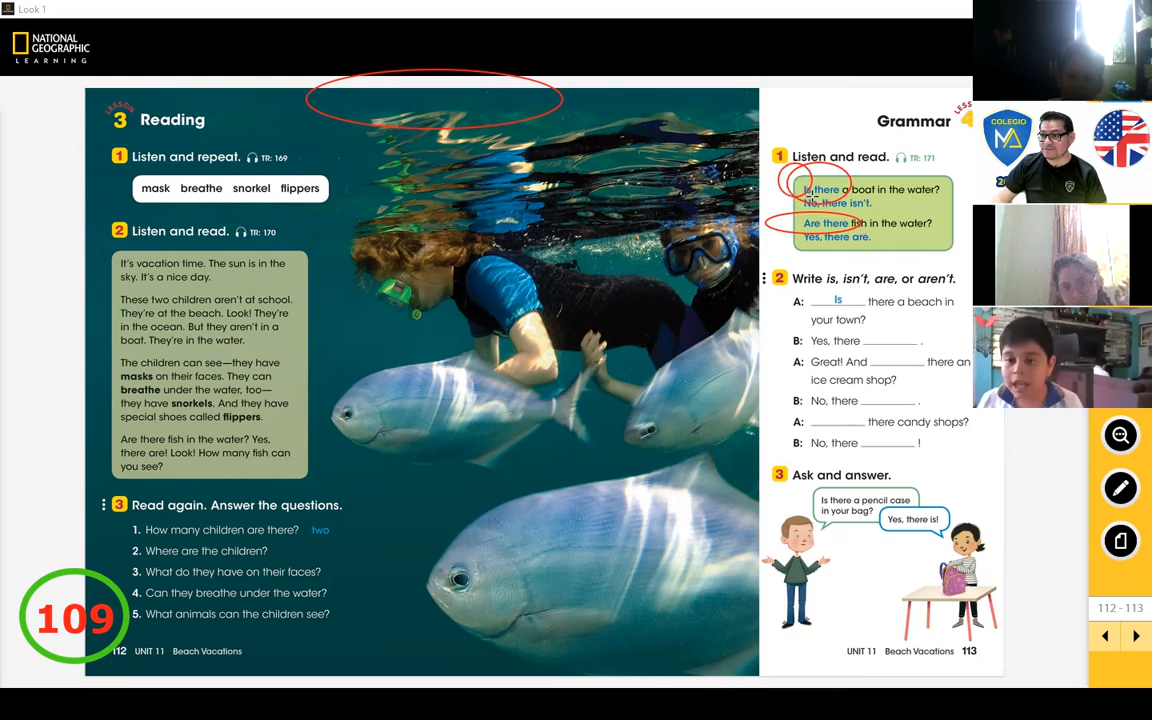 Look 1
NATIONAL
GEOGRAPHIC
LEARNING
LESSON
3 Reading
1 Listen and repeat. TR: 169
mask breathe snorkel flippers
2 Listen and read. TR: 170
It's vacation time. The sun is in the
sky. It's a nice day.
These two children aren't at school.
They're at the beach. Look! They're
in the ocean. But they aren't in a
boat. They're in the water.
The children can see—they have
masks on their faces. They can
breathe under the water, too—
they have snorkels. And they have
special shoes called flippers.
Are there fish in the water? Yes,
there are! Look! How many fish can
you see?
3 Read again. Answer the questions.
1. How many children are there? two
2. Where are the children?
3. What do they have on their faces?
4. Can they breathe under the water?
5. What animals can the children see?
109
112 UNIT 11 Beach Vacations
Grammar 4
1 Listen and read. TR: 171
Is there a boat in the water?
No, there isn't.
Are there fish in the water?
Yes, there are.
2 Write is, isn't, are, or aren't.
A: Is there a beach in
your town?
B: Yes, there ________ .
A: Great! And ________ there an
ice cream shop?
B: No, there ________ .
A: ________ there candy shops?
B: No, there ________ !
3 Ask and answer.
Is there a pencil case
in your bag?
Yes, there is!
UNIT 11 Beach Vacations 113
COLEGIO
MA
112 - 113